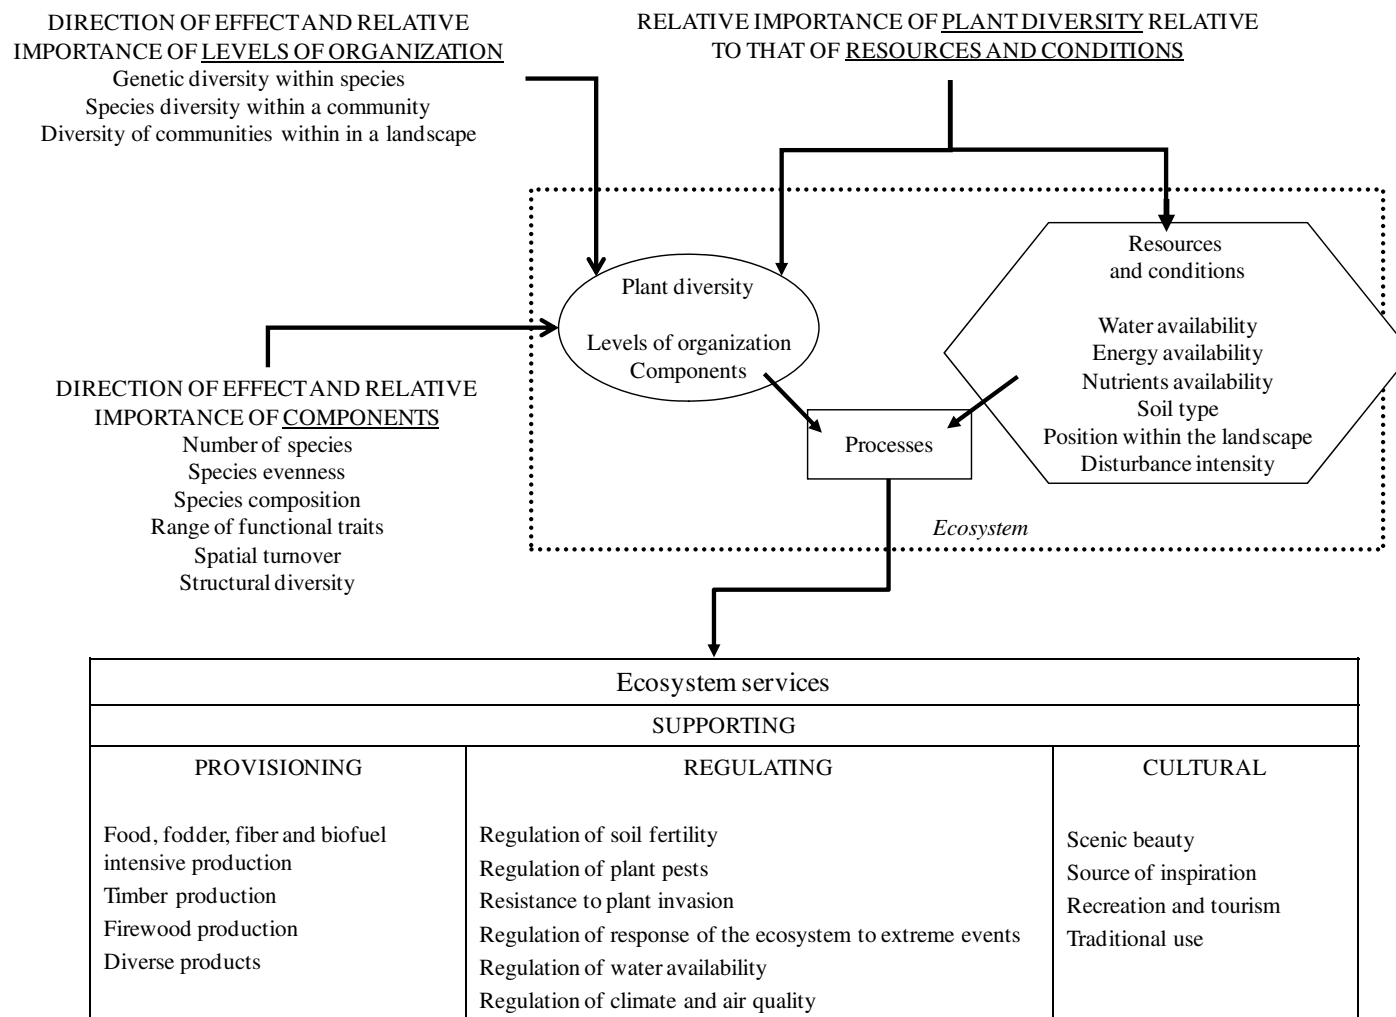 DIRECTION OF EFFECT AND RELATIVE
IMPORTANCE OF LEVELS OF ORGANIZATION
Genetic diversity within species
Species diversity within a community
Diversity of communities within in a landscape
RELATIVE IMPORTANCE OF PLANT DIVERSITY RELATIVE
TO THAT OF RESOURCES AND CONDITIONS
Plant diversity
Levels of organization
Components
Resources
and conditions
Water availability
Energy availability
Nutrients availability
Soil type
Position within the landscape
Disturbance intensity
DIRECTION OF EFFECT AND RELATIVE
IMPORTANCE OF COMPONENTS
Number of species
Species evenness
Species composition
Range of functional traits
Spatial turnover
Structural diversity
Processes
Ecosystem
Ecosystem services
SUPPORTING
PROVISIONING
Food, fodder, fiber and biofuel
intensive production
Timber production
Firewood production
Diverse products
REGULATING
Regulation of soil fertility
Regulation of plant pests
Resistance to plant invasion
Regulation of response of the ecosystem to extreme events
Regulation of water availability
Regulation of climate and air quality
CULTURAL
Scenic beauty
Source of inspiration
Recreation and tourism
Traditional use